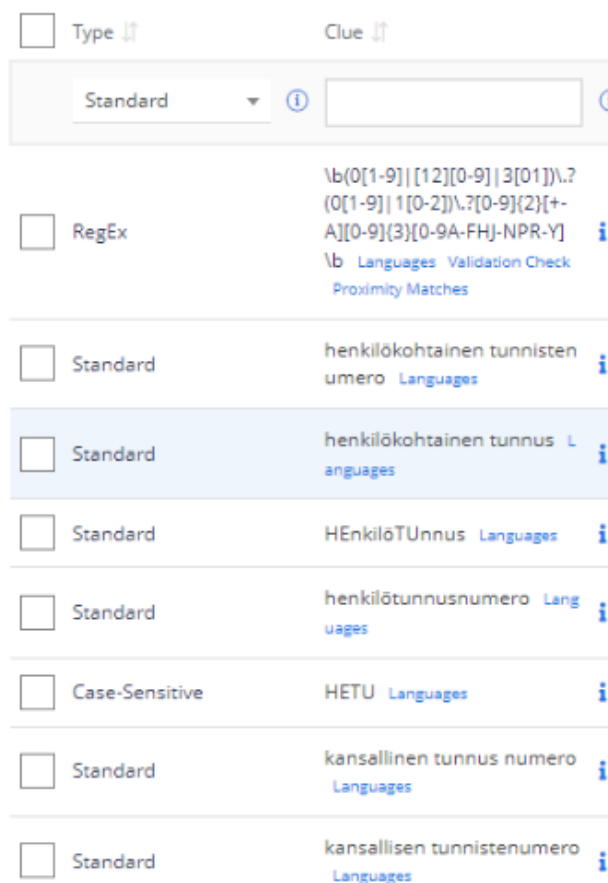 Type Clue
Standard
\b(0[1-9]|[12][0-9]|3[01])\.?
(0[1-9]|1[0-2])\.?[0-9]{2}[+-
RegEx A][0-9]{3}[0-9A-FHJ-NPR-Y]
\b Languages Validation Check
Proximity Matches
henkilökohtainen tunnisten
Standard umero Languages
henkilökohtainen tunnus L
Standard anguages
Standard HEnkilöTUnnus Languages
henkilötunnusnumero Lang
Standard uages
Case-Sensitive HETU Languages
kansallinen tunnus numero
Standard Languages
kansallisen tunnistenumero
Standard Languages